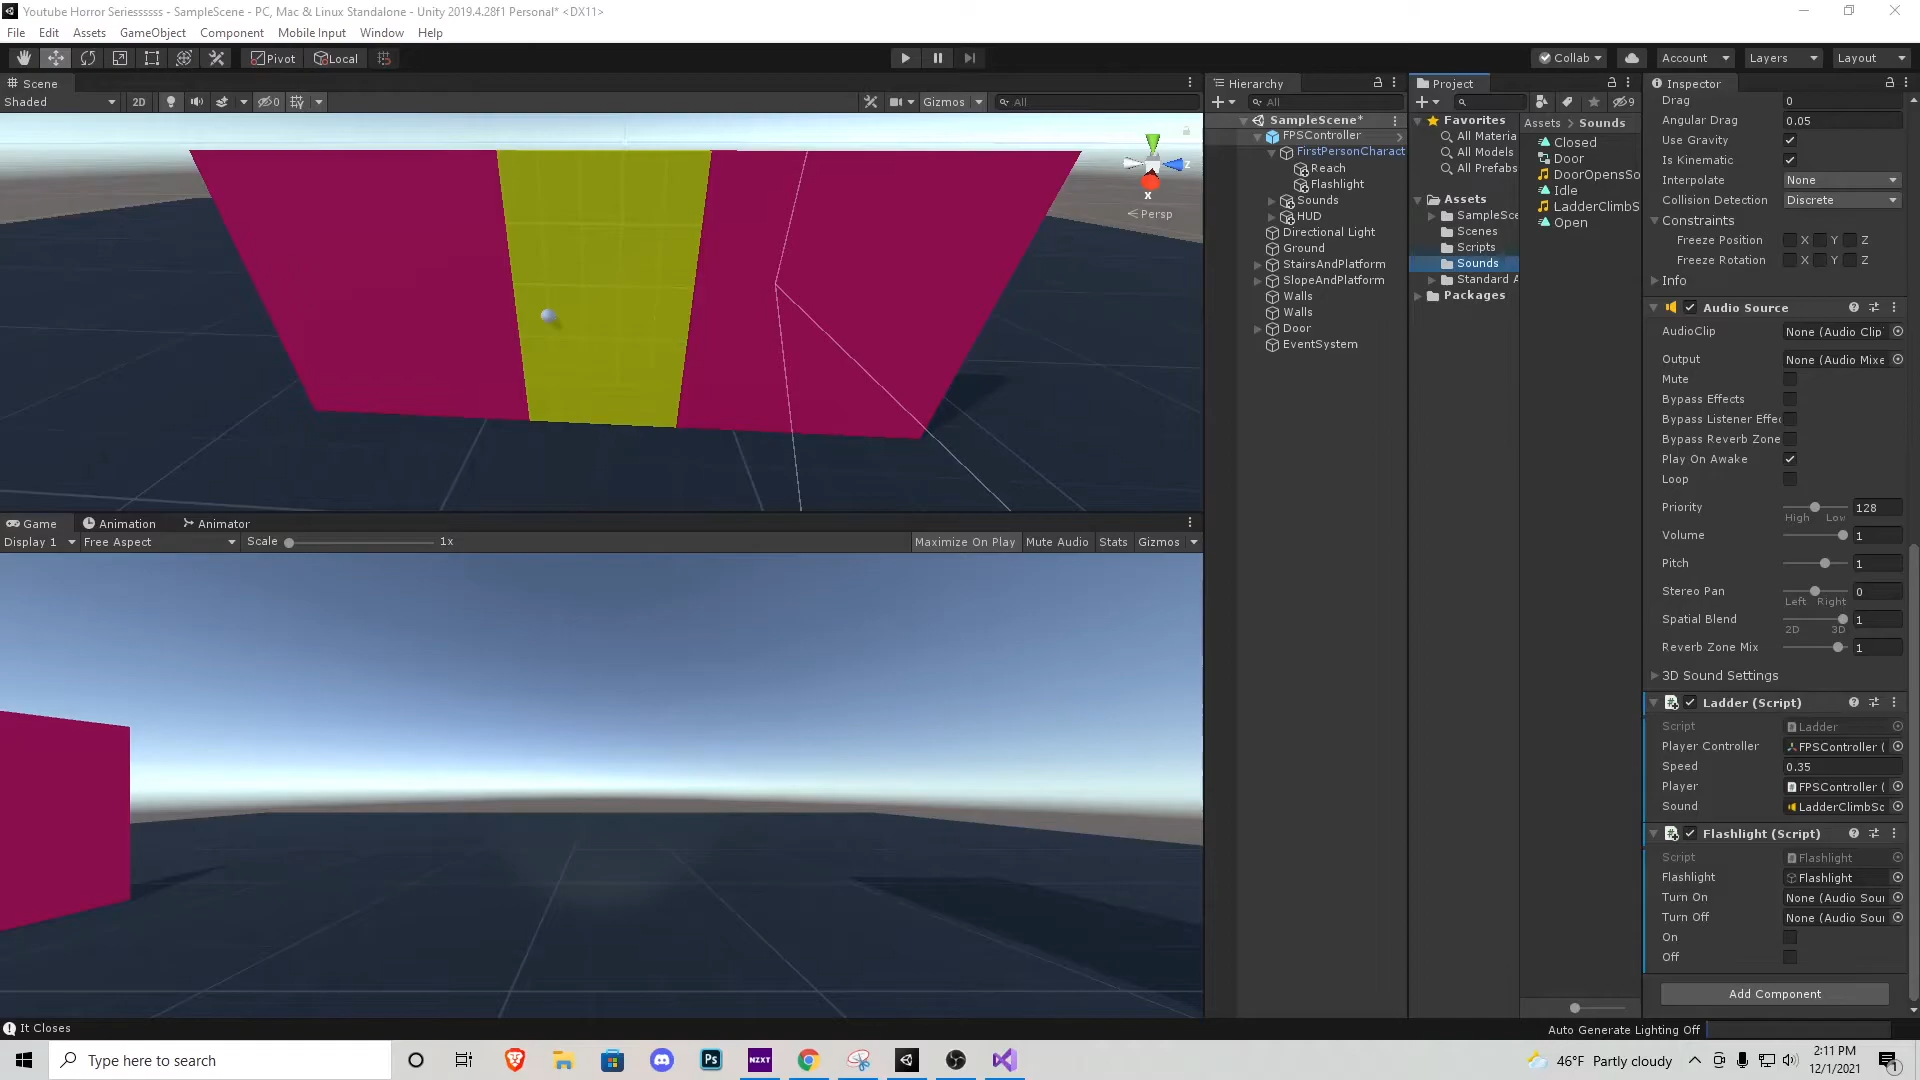 Youtube Horror Seriesssss - SampleScene - PC, Mac & Linux Standalone - Unity 2019.4.28f1 Personal* <DX11>
File Edit Assets GameObject Component Mobile Input Window Help
Pivot Local Collab Account Layers Layout
Scene
Shaded 2D 0 Gizmos All
x z
Persp
Game Animation Animator
Display 1 Free Aspect Scale 1x Maximize On Play Mute Audio Stats Gizmos
Hierarchy
All
SampleScene*
FPSController
FirstPersonCharact
Reach
Flashlight
Sounds
HUD
Directional Light
Ground
StairsAndPlatform
SlopeAndPlatform
Walls
Walls
Door
EventSystem
Project
9
Favorites
All Materia
All Models
All Prefabs
Assets
SampleSce
Scenes
Scripts
Sounds
Standard A
Packages
Assets > Sounds
Closed
Door
DoorOpensSo
Idle
LadderClimbS
Open
Inspector
Drag 0
Angular Drag 0.05
Use Gravity
Is Kinematic
Interpolate None
Collision Detection Discrete
Constraints
Freeze Position X Y Z
Freeze Rotation X Y Z
Info
Audio Source
AudioClip None (Audio Clip
Output None (Audio Mixe
Mute
Bypass Effects
Bypass Listener Effec
Bypass Reverb Zone
Play On Awake
Loop
Priority 128
High Low
Volume 1
Pitch 1
Stereo Pan 0
Left Right
Spatial Blend 1
2D 3D
Reverb Zone Mix 1
3D Sound Settings
Ladder (Script)
Script Ladder
Player Controller FPSController (
Speed 0.35
Player FPSController (
Sound LadderClimbSo
Flashlight (Script)
Script Flashlight
Flashlight Flashlight
Turn On None (Audio Sour
Turn Off None (Audio Sour
On
Off
Add Component
It Closes
Auto Generate Lighting Off
Type here to search
Ps NZXT
46°F Partly cloudy
2:11 PM
12/1/2021
1